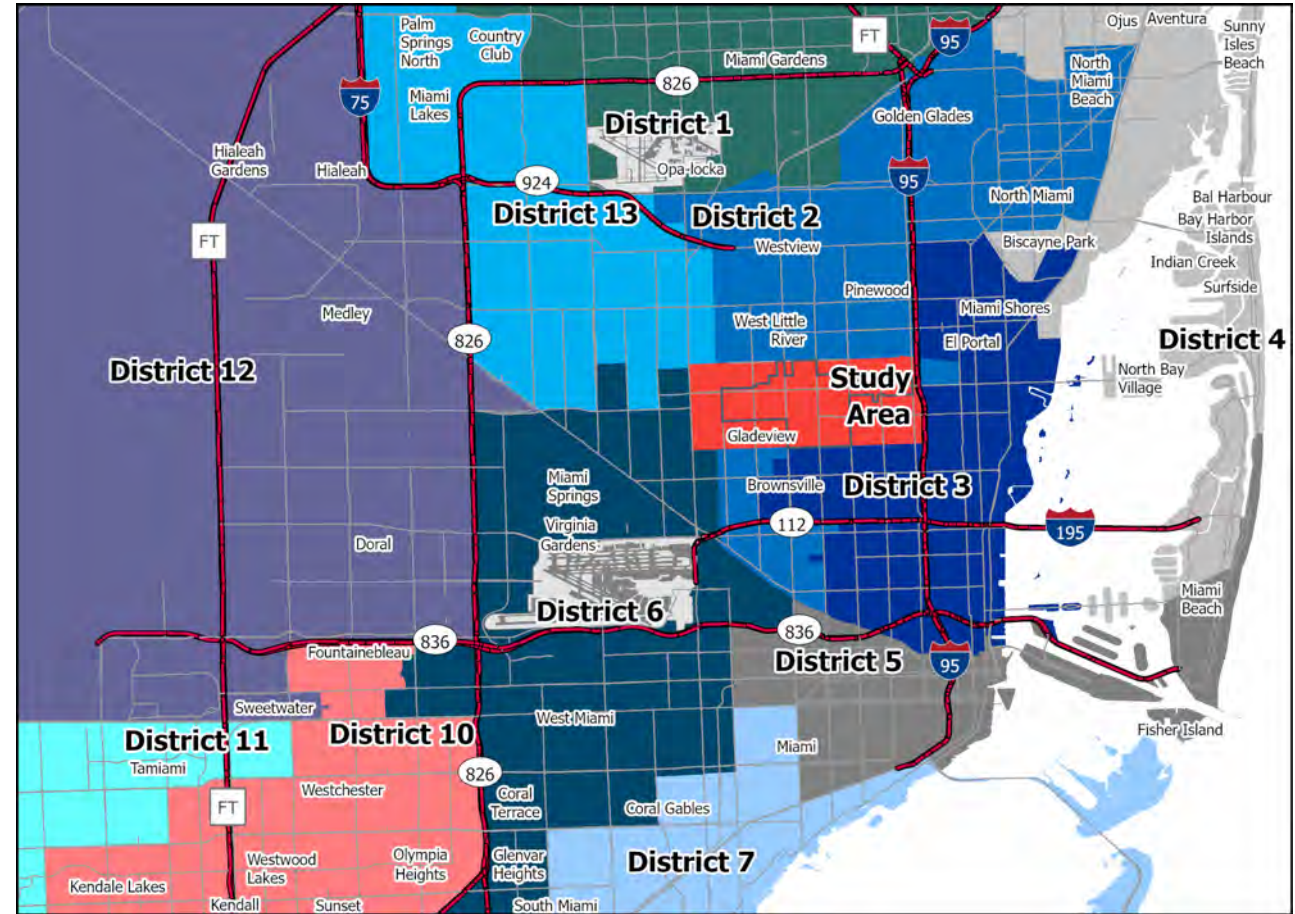 Palm
Springs
North
Country
Club
FT
95
Ojus
Aventura
Sunny
Isles
Beach
Miami Gardens
North
Miami
Beach
826
75
Miami
Lakes
Golden Glades
District 1
Hialeah
Gardens
Hialeah
Opa-locka
924
95
North Miami
Bal Harbour
District 13
District 2
Bay Harbor
Islands
FT
Westview
Biscayne Park
Indian Creek
Surfside
Pinewood
Medley
Miami Shores
West Little
River
826
El Portal
District 4
District 12
Study
Area
North Bay
Village
Gladeview
Miami
Springs
Brownsville
District 3
Virginia
Gardens
112
195
Doral
Miami
Beach
District 6
836
836
Fountainebleau
District 5
95
Sweetwater
West Miami
Fisher Island
District 11
District 10
Miami
Tamiami
826
Westchester
FT
Coral
Terrace
Coral Gables
Westwood
Lakes
Olympia
Heights
Glenvar
Heights
District 7
Kendale Lakes
Kendall
Sunset
South Miami